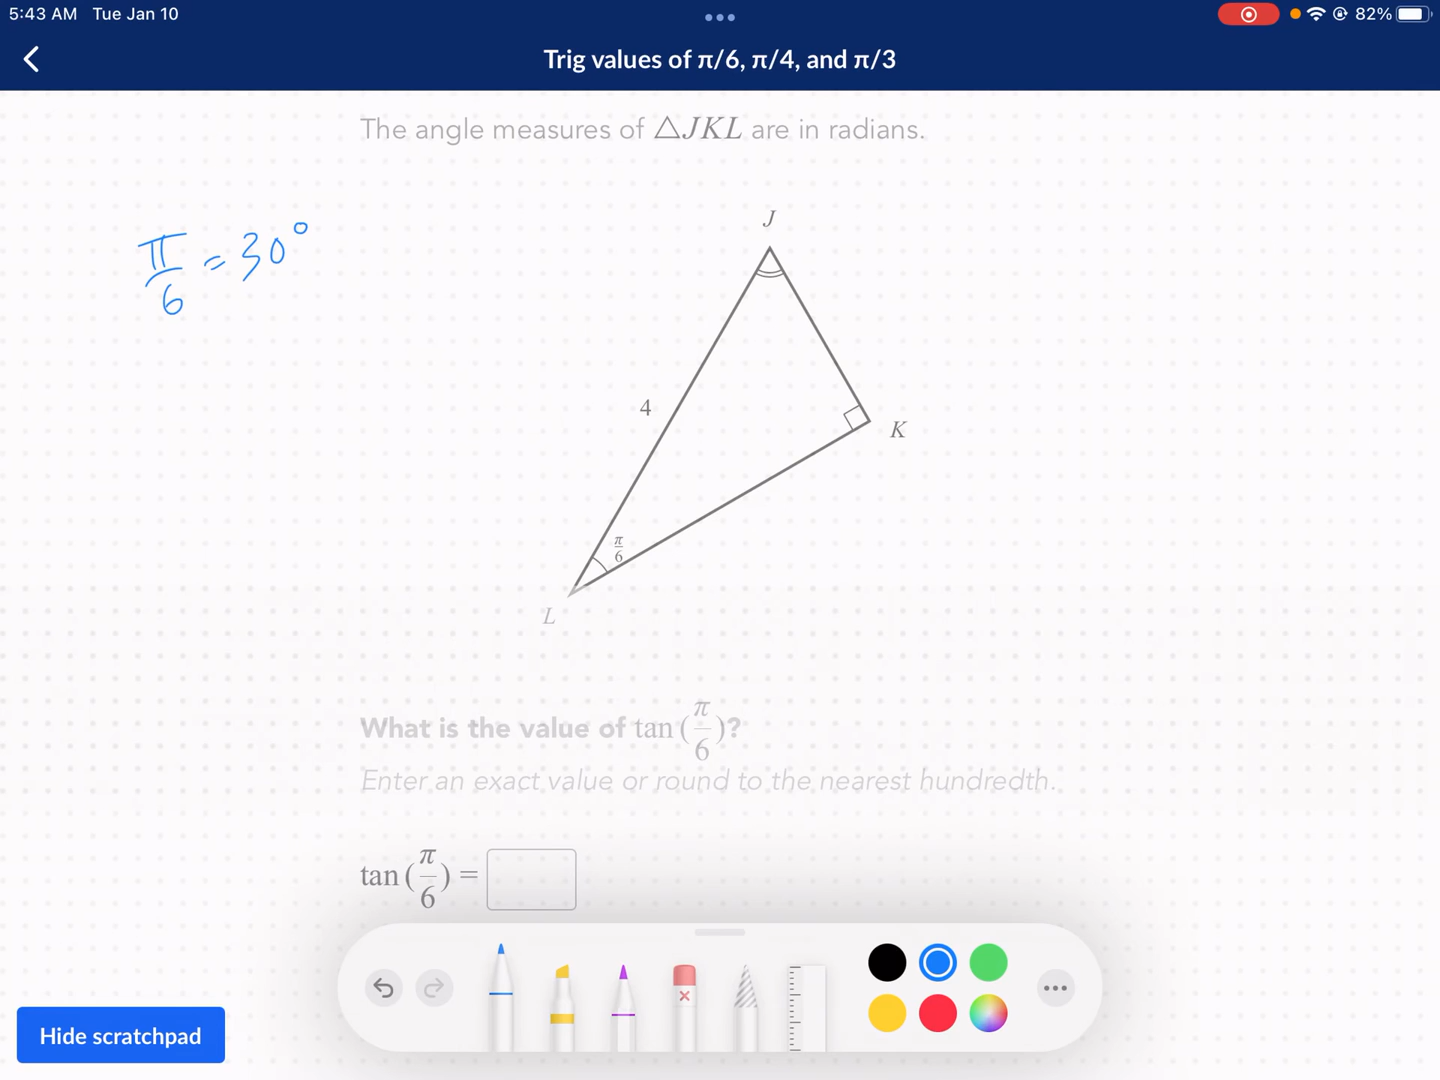 5:43 AM Tue Jan 10
82%
Trig values of π/6, π/4, and π/3
The angle measures of △JKL are in radians.
π/6 = 30°
J
4
K
π/6
L
What is the value of tan(π/6)?
Enter an exact value or round to the nearest hundredth.
tan(π/6) =
Hide scratchpad